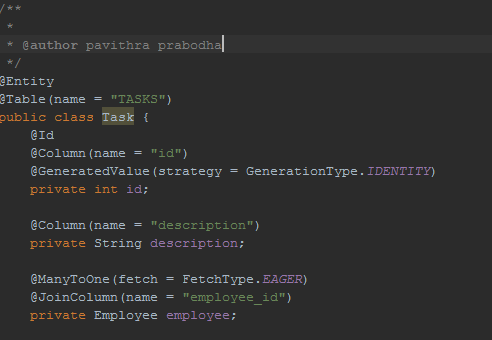 /**
 *
 * @author pavithra prabodha
 */
@Entity
@Table(name = "TASKS")
public class Task {
    @Id
    @Column(name = "id")
    @GeneratedValue(strategy = GenerationType.IDENTITY)
    private int id;

    @Column(name = "description")
    private String description;

    @ManyToOne(fetch = FetchType.EAGER)
    @JoinColumn(name = "employee_id")
    private Employee employee;